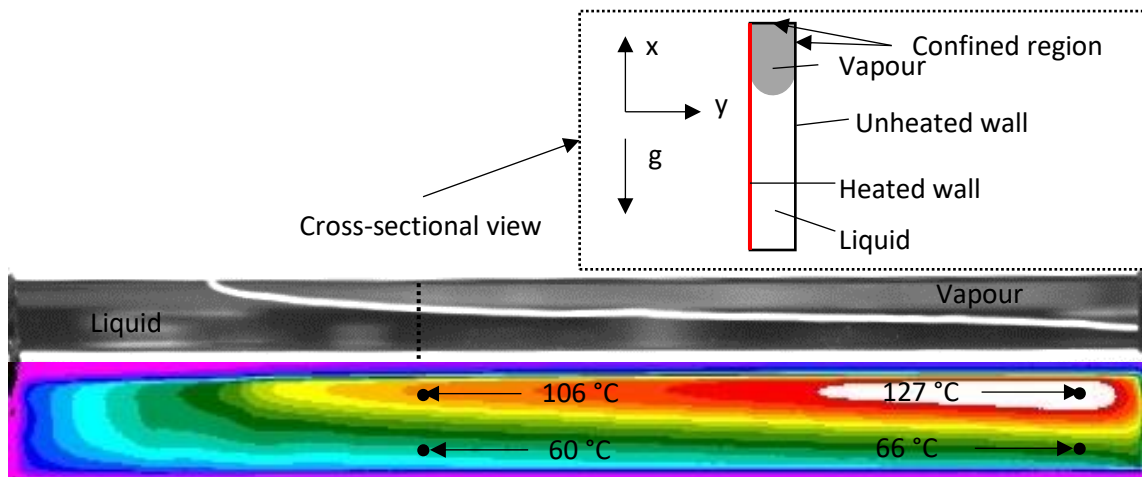 x
Confined region
Vapour
y
Unheated wall
g
Heated wall
Cross-sectional view
Liquid
Vapour
Liquid
106 °C
127 °C
60 °C
66 °C